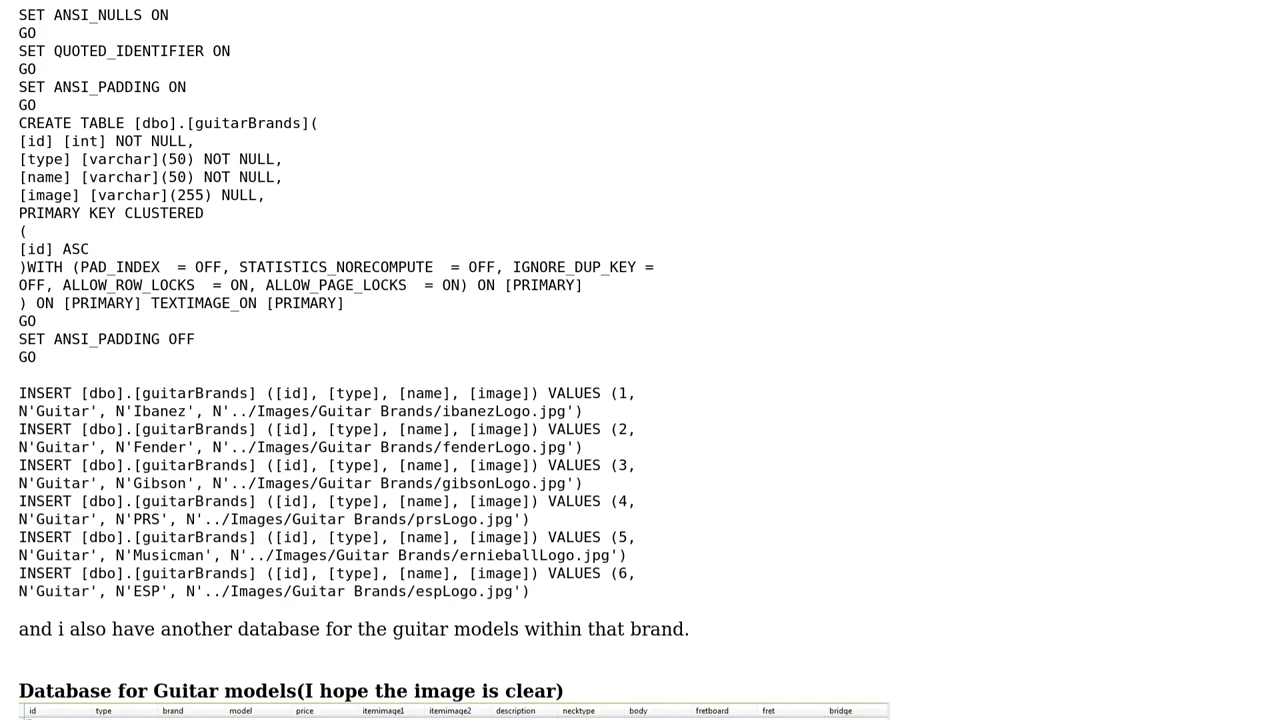 SET ANSI_NULLS ON
GO
SET QUOTED_IDENTIFIER ON
GO
SET ANSI_PADDING ON
GO
CREATE TABLE [dbo].[guitarBrands](
[id] [int] NOT NULL,
[type] [varchar](50) NOT NULL,
[name] [varchar](50) NOT NULL,
[image] [varchar](255) NULL,
PRIMARY KEY CLUSTERED
(
[id] ASC
)WITH (PAD_INDEX  = OFF, STATISTICS_NORECOMPUTE  = OFF, IGNORE_DUP_KEY =
OFF, ALLOW_ROW_LOCKS  = ON, ALLOW_PAGE_LOCKS  = ON) ON [PRIMARY]
) ON [PRIMARY] TEXTIMAGE_ON [PRIMARY]
GO
SET ANSI_PADDING OFF
GO
INSERT [dbo].[guitarBrands] ([id], [type], [name], [image]) VALUES (1,
N'Guitar', N'Ibanez', N'../Images/Guitar Brands/ibanezLogo.jpg')
INSERT [dbo].[guitarBrands] ([id], [type], [name], [image]) VALUES (2,
N'Guitar', N'Fender', N'../Images/Guitar Brands/fenderLogo.jpg')
INSERT [dbo].[guitarBrands] ([id], [type], [name], [image]) VALUES (3,
N'Guitar', N'Gibson', N'../Images/Guitar Brands/gibsonLogo.jpg')
INSERT [dbo].[guitarBrands] ([id], [type], [name], [image]) VALUES (4,
N'Guitar', N'PRS', N'../Images/Guitar Brands/prsLogo.jpg')
INSERT [dbo].[guitarBrands] ([id], [type], [name], [image]) VALUES (5,
N'Guitar', N'Musicman', N'../Images/Guitar Brands/ernieballLogo.jpg')
INSERT [dbo].[guitarBrands] ([id], [type], [name], [image]) VALUES (6,
N'Guitar', N'ESP', N'../Images/Guitar Brands/espLogo.jpg')
and i also have another database for the guitar models within that brand.
Database for Guitar models(I hope the image is clear)
id type brand model price itemimage1 itemimage2 description necktype body fretboard fret bridge